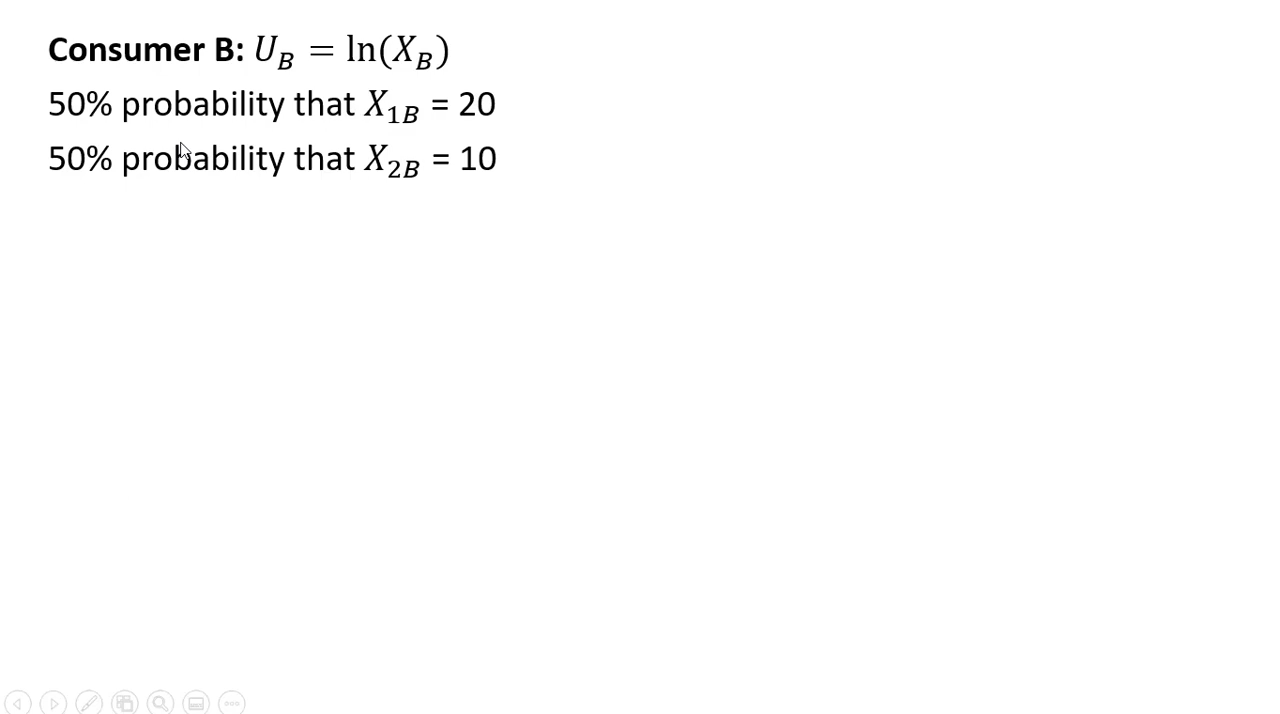 Consumer B: U_B = ln(X_B)
50% probability that X_1B = 20
50% probability that X_2B = 10